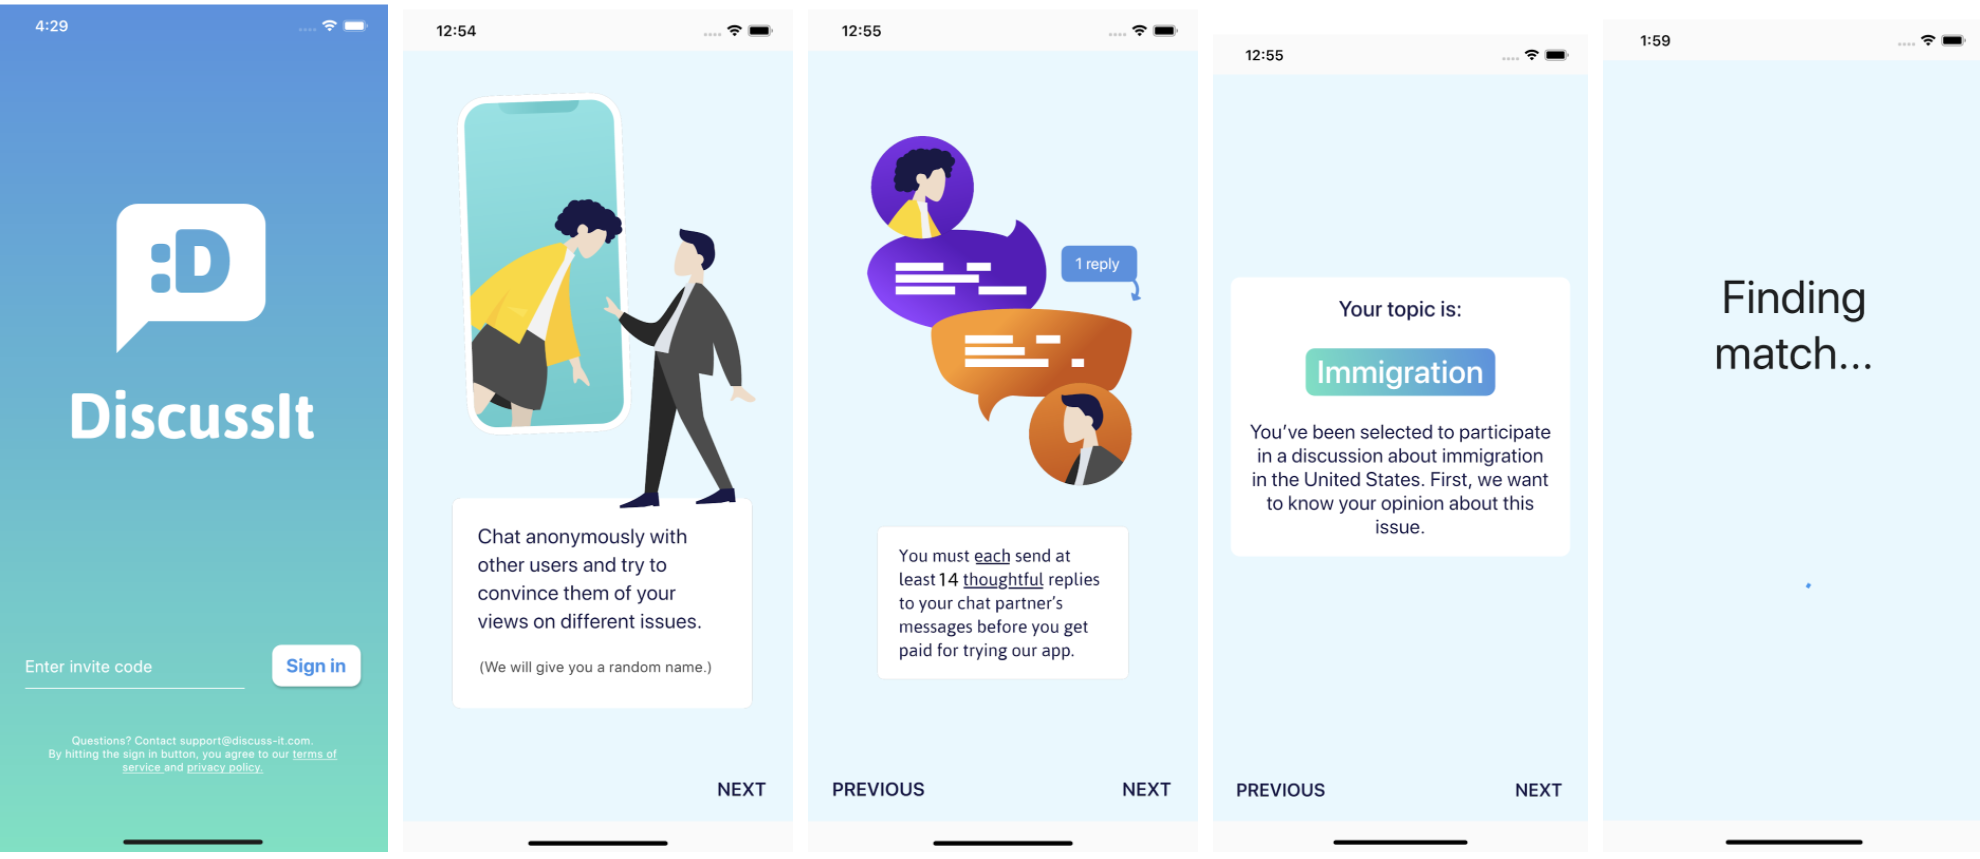 4:29
:D
DiscussIt
Enter invite code
Sign in
Questions? Contact support@discuss-it.com.
By hitting the sign in button, you agree to our terms of
service and privacy policy.
12:54
Chat anonymously with
other users and try to
convince them of your
views on different issues.
(We will give you a random name.)
NEXT
12:55
1 reply
You must each send at
least 14 thoughtful replies
to your chat partner's
messages before you get
paid for trying our app.
PREVIOUS
NEXT
12:55
Your topic is:
Immigration
You've been selected to participate
in a discussion about immigration
in the United States. First, we want
to know your opinion about this
issue.
PREVIOUS
NEXT
1:59
Finding
match...